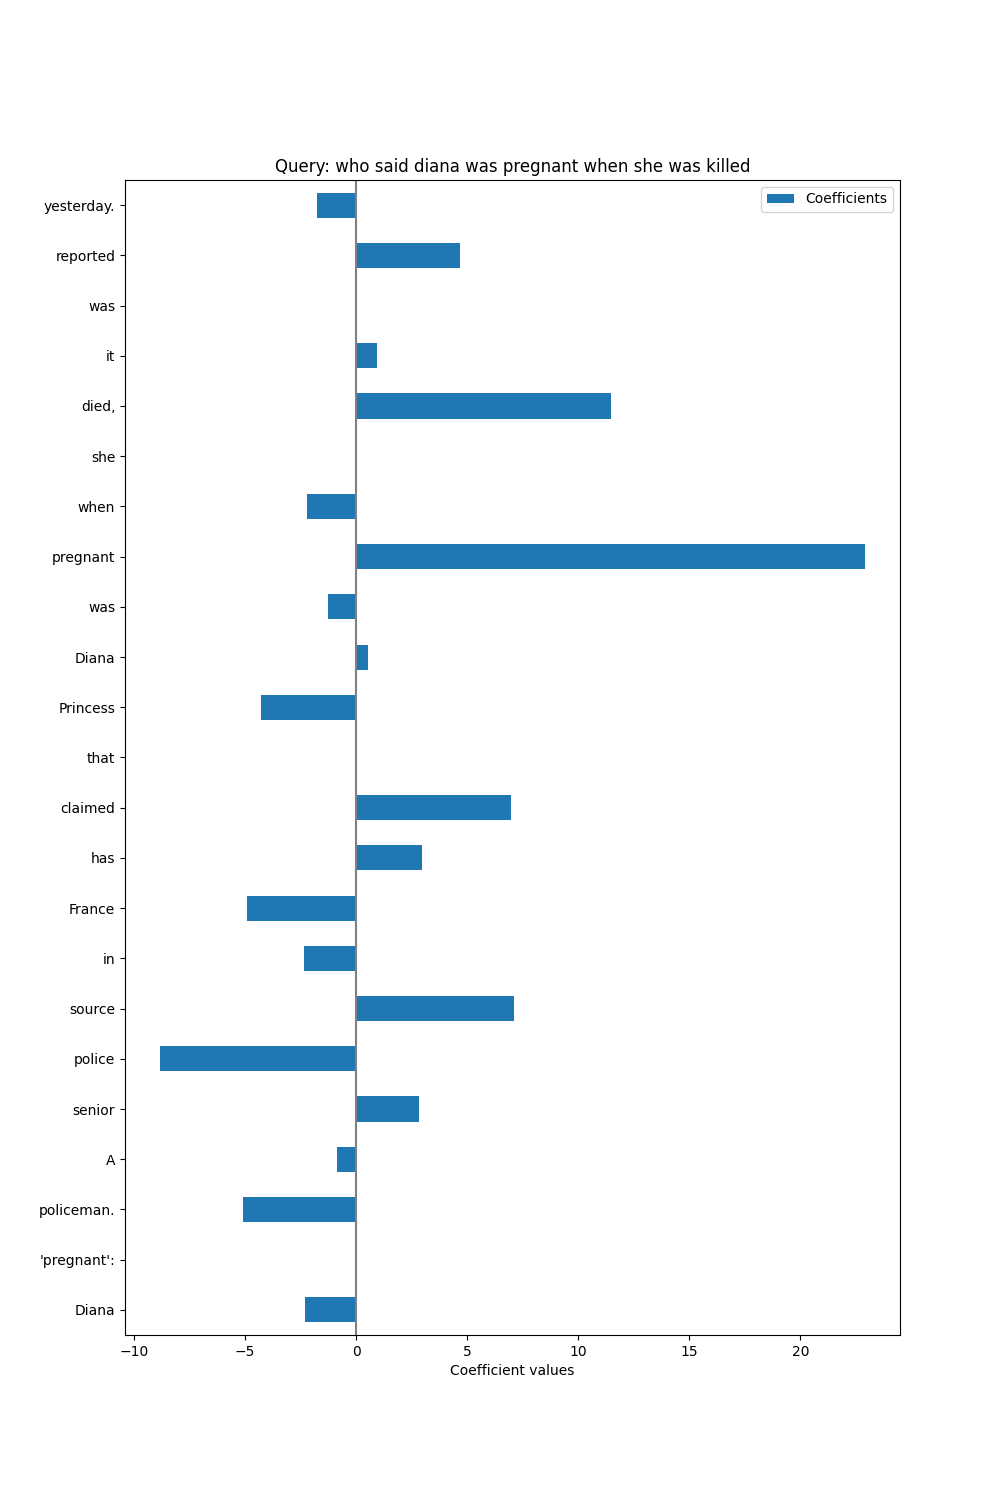 Query: who said diana was pregnant when she was killed
Coefficients
yesterday.
reported
was
it
died,
she
when
pregnant
was
Diana
Princess
that
claimed
has
France
in
source
police
senior
A
policeman.
'pregnant':
Diana
−10 −5 0 5 10 15 20
Coefficient values